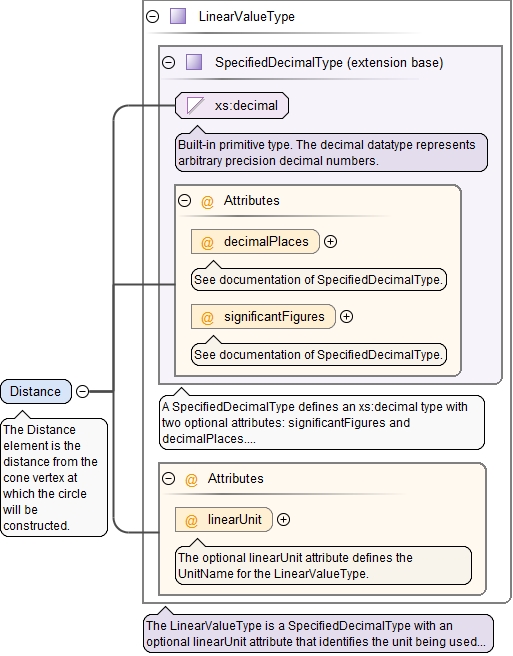 LinearValueType
SpecifiedDecimalType (extension base)
xs:decimal
Built-in primitive type. The decimal datatype represents
arbitrary precision decimal numbers.
@ Attributes
@ decimalPlaces
See documentation of SpecifiedDecimalType.
@ significantFigures
See documentation of SpecifiedDecimalType.
A SpecifiedDecimalType defines an xs:decimal type with
two optional attributes: significantFigures and
decimalPlaces....
Distance
The Distance
element is the
distance from the
cone vertex at
which the circle
will be
constructed.
@ Attributes
@ linearUnit
The optional linearUnit attribute defines the
UnitName for the LinearValueType.
The LinearValueType is a SpecifiedDecimalType with an
optional linearUnit attribute that identifies the unit being used...